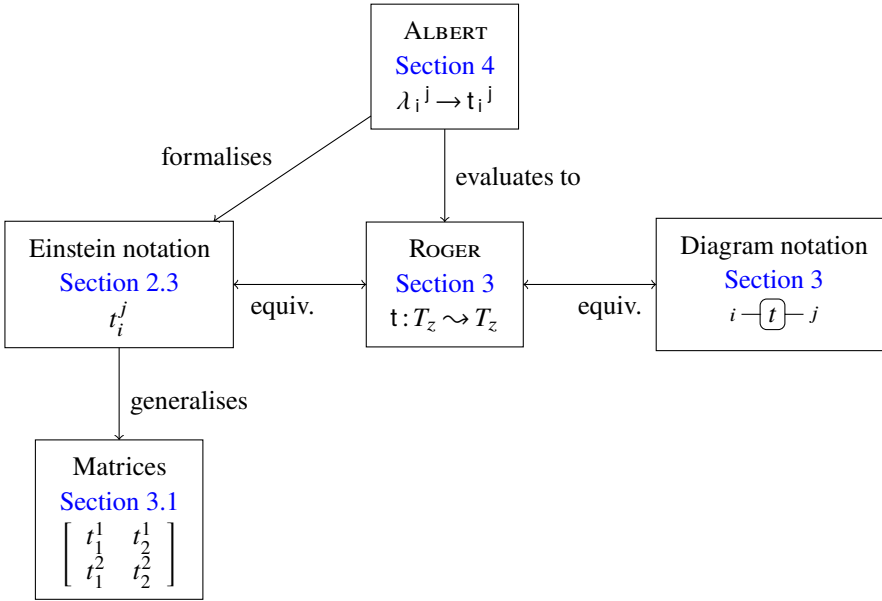 ALBERT
Section 4
λ i ʲ → t i ʲ
formalises
evaluates to
Einstein notation
Section 2.3
t_i^j
equiv.
ROGER
Section 3
t : T_z ⇝ T_z
equiv.
Diagram notation
Section 3
i — t — j
generalises
Matrices
Section 3.1
[ t_1^1 t_2^1
t_1^2 t_2^2 ]